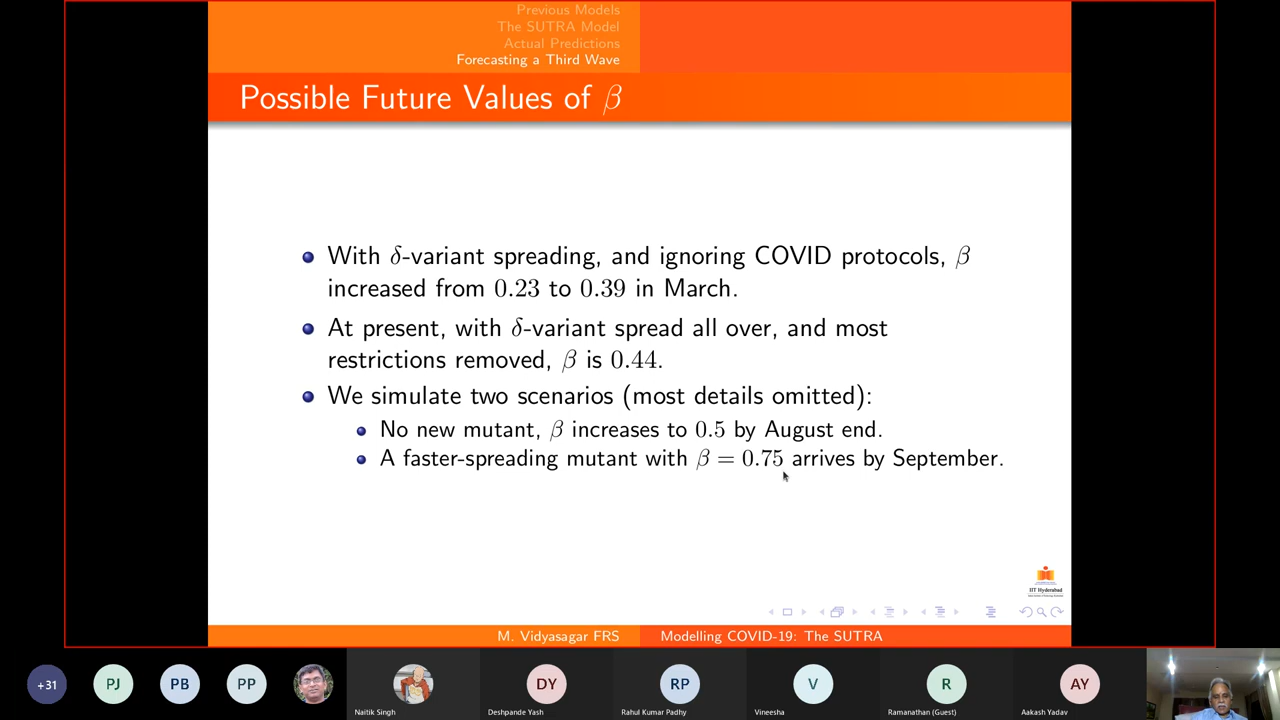 Previous Models
The SUTRA Model
Actual Predictions
Forecasting a Third Wave
Possible Future Values of β
With δ-variant spreading, and ignoring COVID protocols, β
increased from 0.23 to 0.39 in March.
At present, with δ-variant spread all over, and most
restrictions removed, β is 0.44.
We simulate two scenarios (most details omitted):
No new mutant, β increases to 0.5 by August end.
A faster-spreading mutant with β = 0.75 arrives by September.
IIT Hyderabad
M. Vidyasagar FRS
Modelling COVID-19: The SUTRA
+31
PJ
PB
PP
Naitik Singh
DY
Deshpande Yash
RP
Rahul Kumar Padhy
V
Vineesha
R
Ramanathan (Guest)
AY
Aakash Yadav